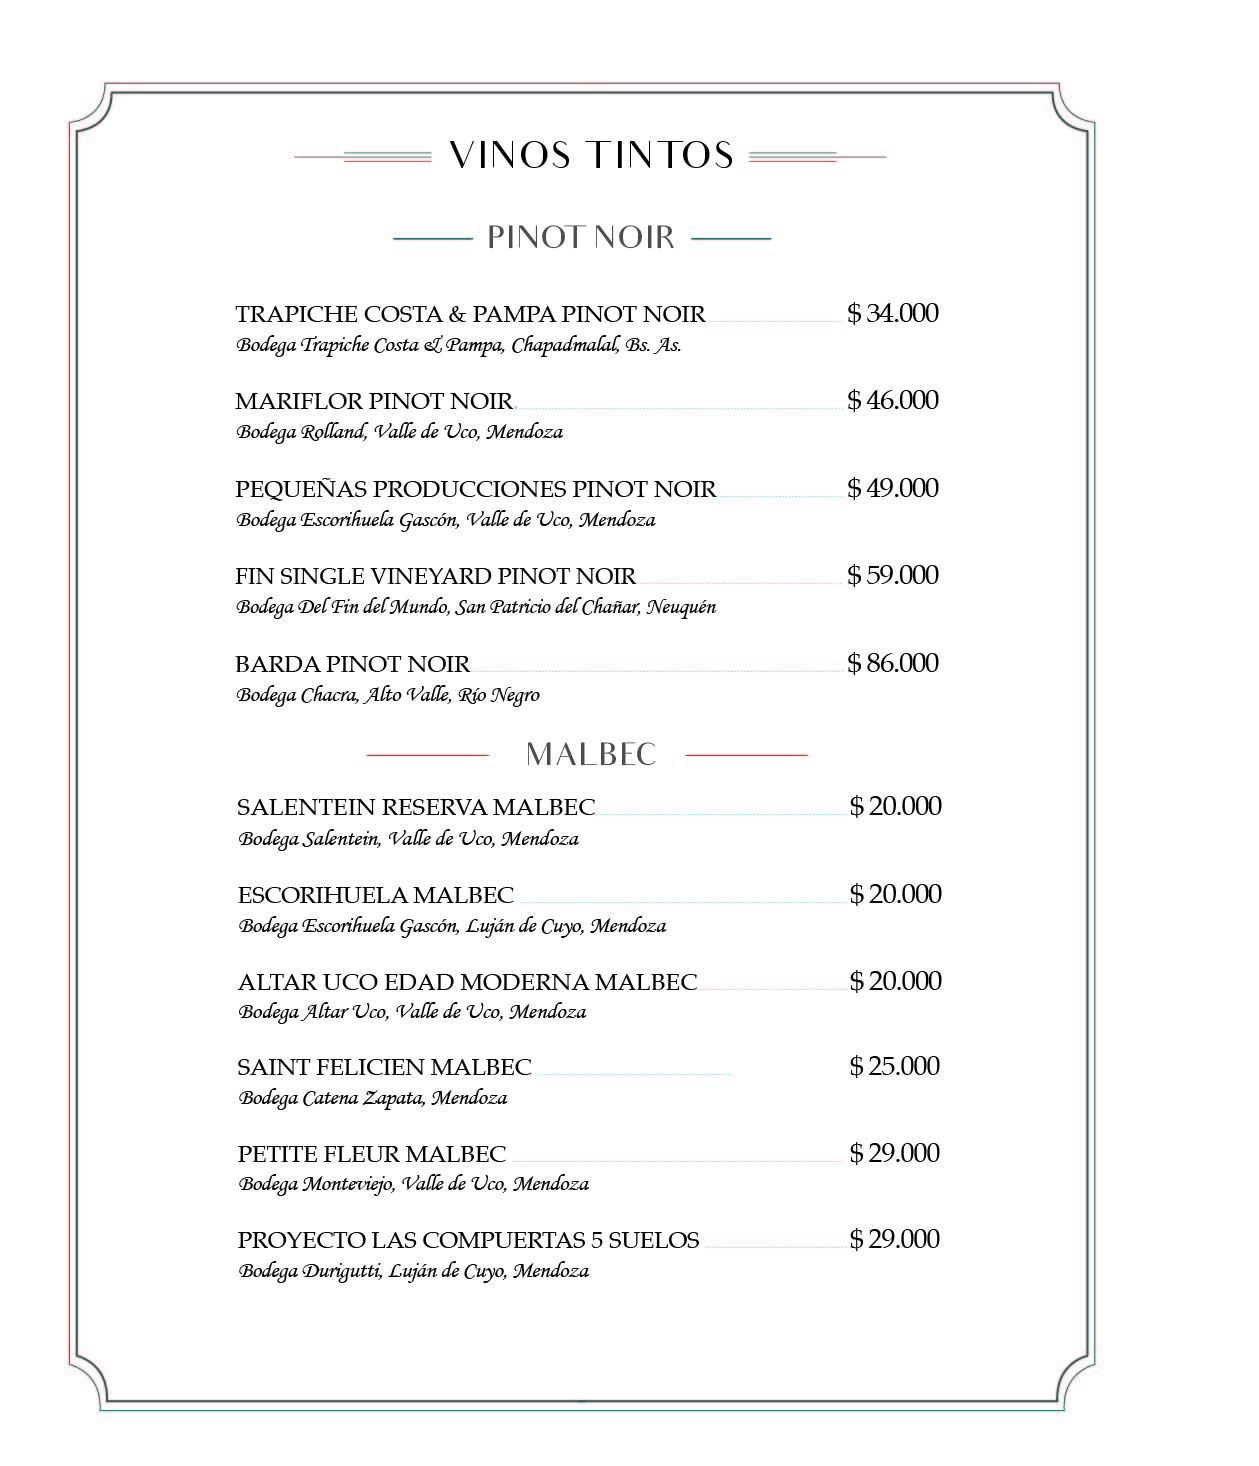 VINOS TINTOS
PINOT NOIR
TRAPICHE COSTA & PAMPA PINOT NOIR $ 34.000
Bodega Trapiche Costa & Pampa, Chapadmalal, Bs. As.
MARIFLOR PINOT NOIR $ 46.000
Bodega Rolland, Valle de Uco, Mendoza
PEQUEÑAS PRODUCCIONES PINOT NOIR $ 49.000
Bodega Escorihuela Gascón, Valle de Uco, Mendoza
FIN SINGLE VINEYARD PINOT NOIR $ 59.000
Bodega Del Fin del Mundo, San Patricio del Chañar, Neuquén
BARDA PINOT NOIR $ 86.000
Bodega Chacra, Alto Valle, Río Negro
MALBEC
SALENTEIN RESERVA MALBEC $ 20.000
Bodega Salentein, Valle de Uco, Mendoza
ESCORIHUELA MALBEC $ 20.000
Bodega Escorihuela Gascón, Luján de Cuyo, Mendoza
ALTAR UCO EDAD MODERNA MALBEC $ 20.000
Bodega Altar Uco, Valle de Uco, Mendoza
SAINT FELICIEN MALBEC $ 25.000
Bodega Catena Zapata, Mendoza
PETITE FLEUR MALBEC $ 29.000
Bodega Monteviejo, Valle de Uco, Mendoza
PROYECTO LAS COMPUERTAS 5 SUELOS $ 29.000
Bodega Durigutti, Luján de Cuyo, Mendoza